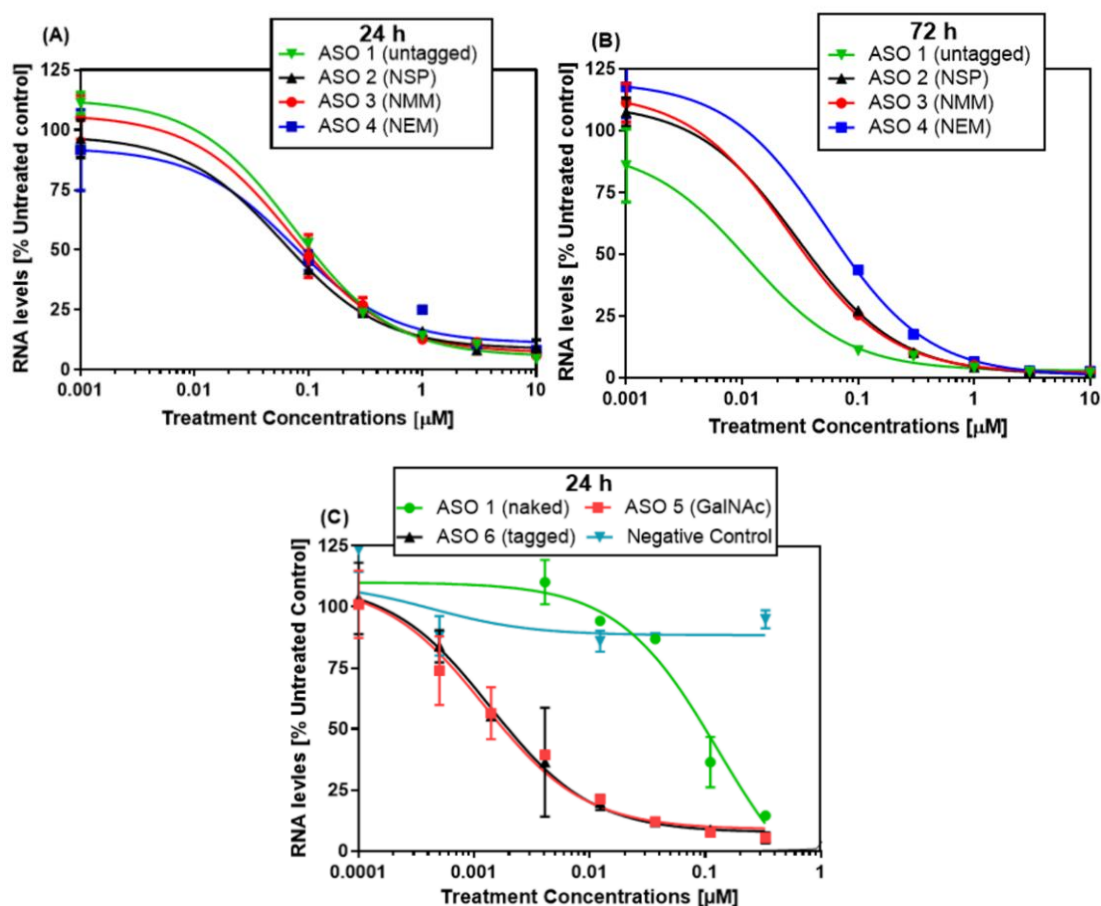 (A)
24 h
ASO 1 (untagged)
ASO 2 (NSP)
ASO 3 (NMM)
ASO 4 (NEM)
RNA levels [% Untreated control]
125
100
75
50
25
0
0.001 0.01 0.1 1 10
Treatment Concentrations [μM]
(B)
72 h
ASO 1 (untagged)
ASO 2 (NSP)
ASO 3 (NMM)
ASO 4 (NEM)
RNA levels [% Untreated control]
125
100
75
50
25
0
0.001 0.01 0.1 1 10
Treatment Concentrations [μM]
(C)
24 h
ASO 1 (naked) ASO 5 (GalNAc)
ASO 6 (tagged) Negative Control
RNA levles [% Untreated Control]
125
100
75
50
25
0
0.0001 0.001 0.01 0.1 1
Treatment Concentrations [μM]